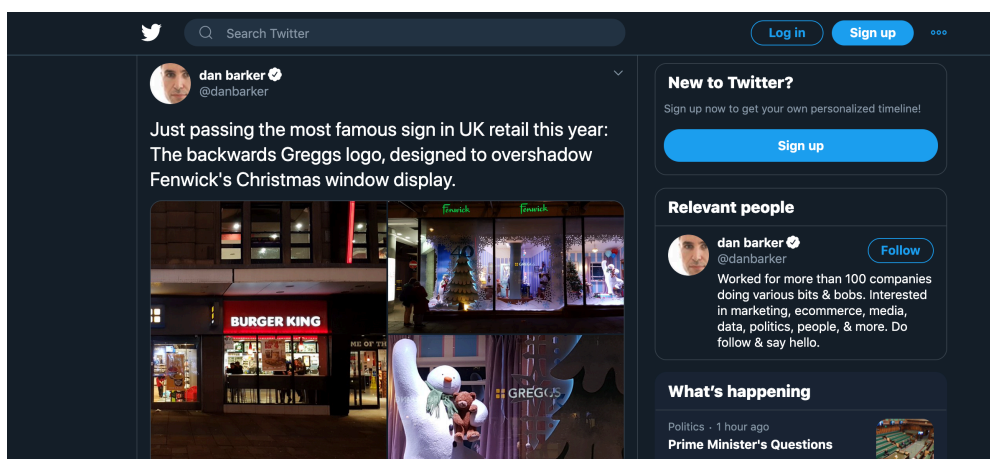 Search Twitter
Log in
Sign up
dan barker
@danbarker
Just passing the most famous sign in UK retail this year:
The backwards Greggs logo, designed to overshadow
Fenwick's Christmas window display.
Fenwick
Fenwick
BURGER KING
ME OF TH
GREGGS
New to Twitter?
Sign up now to get your own personalized timeline!
Sign up
Relevant people
dan barker
@danbarker
Follow
Worked for more than 100 companies
doing various bits & bobs. Interested
in marketing, ecommerce, media,
data, politics, people, & more. Do
follow & say hello.
What's happening
Politics · 1 hour ago
Prime Minister's Questions